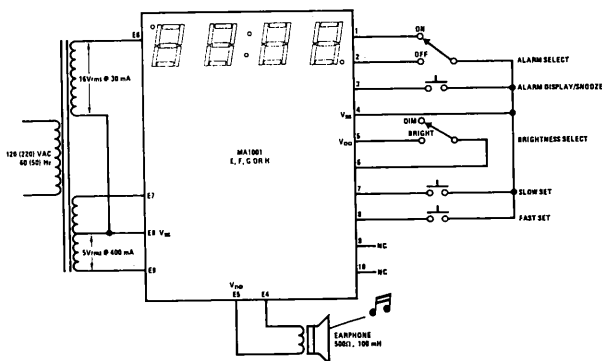 E6
16Vrms @ 30 mA
120 (220) VAC
60 (50) Hz
E7
E8 VSS
5Vrms @ 400 mA
E9
MA1001
E, F, G OR H
1
2
3
VSS 4
VDD 5
6
7
8
9
10
ON
OFF
ALARM SELECT
ALARM DISPLAY/SNOOZE
DIM
BRIGHT
BRIGHTNESS SELECT
SLOW SET
FAST SET
NC
NC
VDD
E5
E4
EARPHONE
500Ω, 100 mH